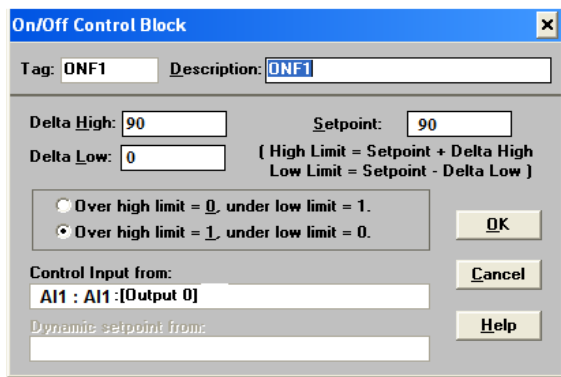 On/Off Control Block
Tag: ONF1 Description: ONF1
Delta High: 90 Setpoint: 90
Delta Low: 0 ( High Limit = Setpoint + Delta High
Low Limit = Setpoint - Delta Low )
Over high limit = 0, under low limit = 1.
Over high limit = 1, under low limit = 0.
OK
Control Input from:
Cancel
AI1 : AI1:[Output 0]
Dynamic setpoint from:
Help